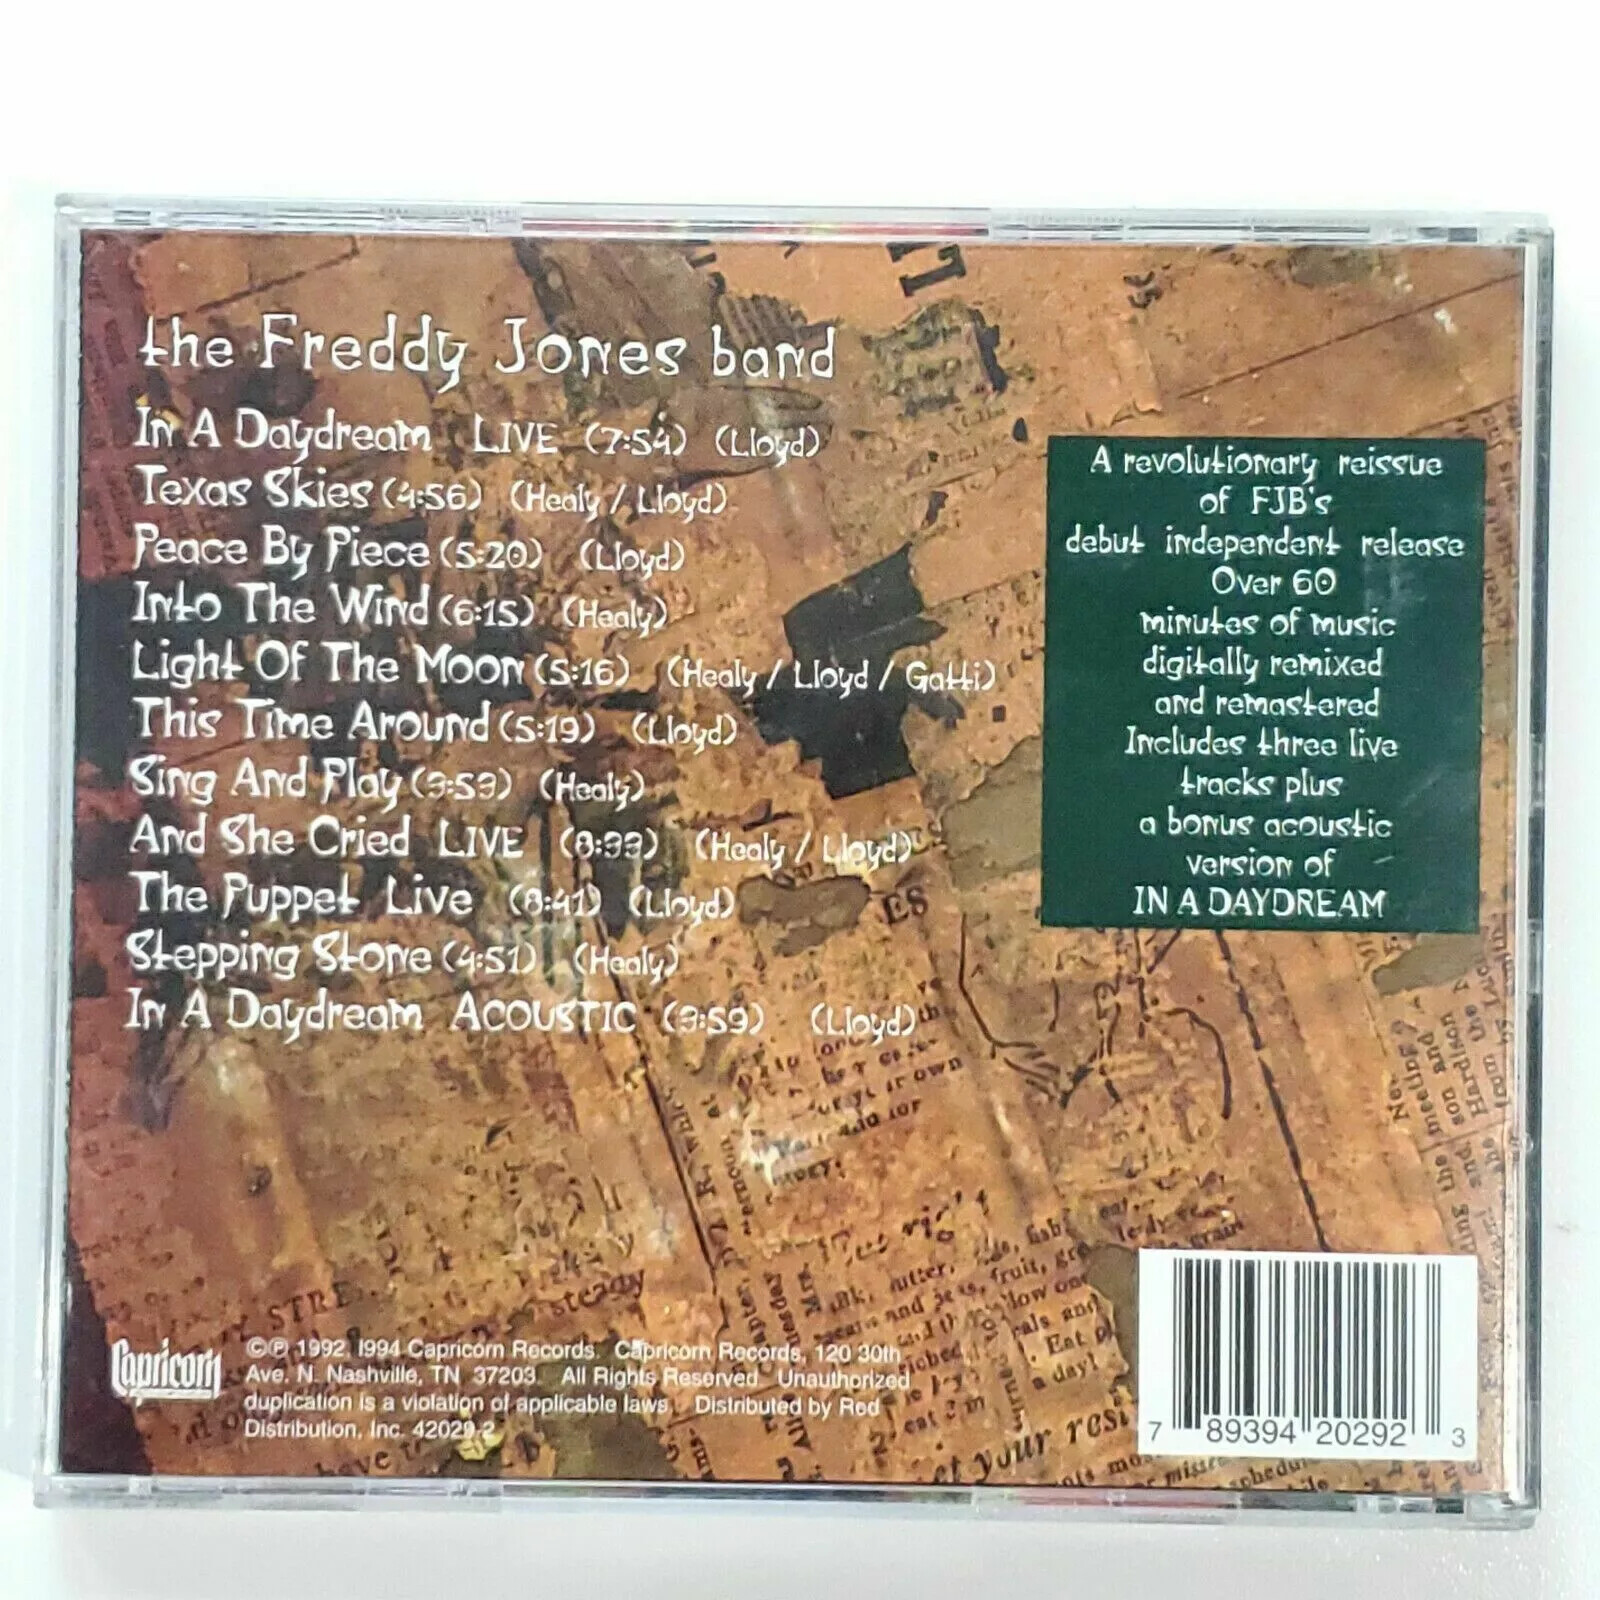 the Freddy Jones band
In A Daydream LIVE (7:54) (Lloyd)
Texas Skies (4:56) (Healy / Lloyd)
Peace By Piece (5:20) (Lloyd)
Into The Wind (6:15) (Healy)
Light Of The Moon (5:16) (Healy / Lloyd / Gatti)
This Time Around (5:19) (Lloyd)
Sing And Play (3:53) (Healy)
And She Cried LIVE (8:33) (Healy / Lloyd)
The Puppet Live (8:41) (Lloyd)
Stepping Stone (4:51) (Healy)
In A Daydream ACOUSTIC (3:59) (Lloyd)
A revolutionary reissue
of FJB's
debut independent release
Over 60
minutes of music
digitally remixed
and remastered
Includes three live
tracks plus
a bonus acoustic
version of
IN A DAYDREAM
ES
steady
Capricorn
©℗ 1992, 1994 Capricorn Records. Capricorn Records, 120 30th
Ave. N. Nashville, TN 37203. All Rights Reserved. Unauthorized
duplication is a violation of applicable laws. Distributed by Red
Distribution, Inc. 42029-2
7 89394 20292 3